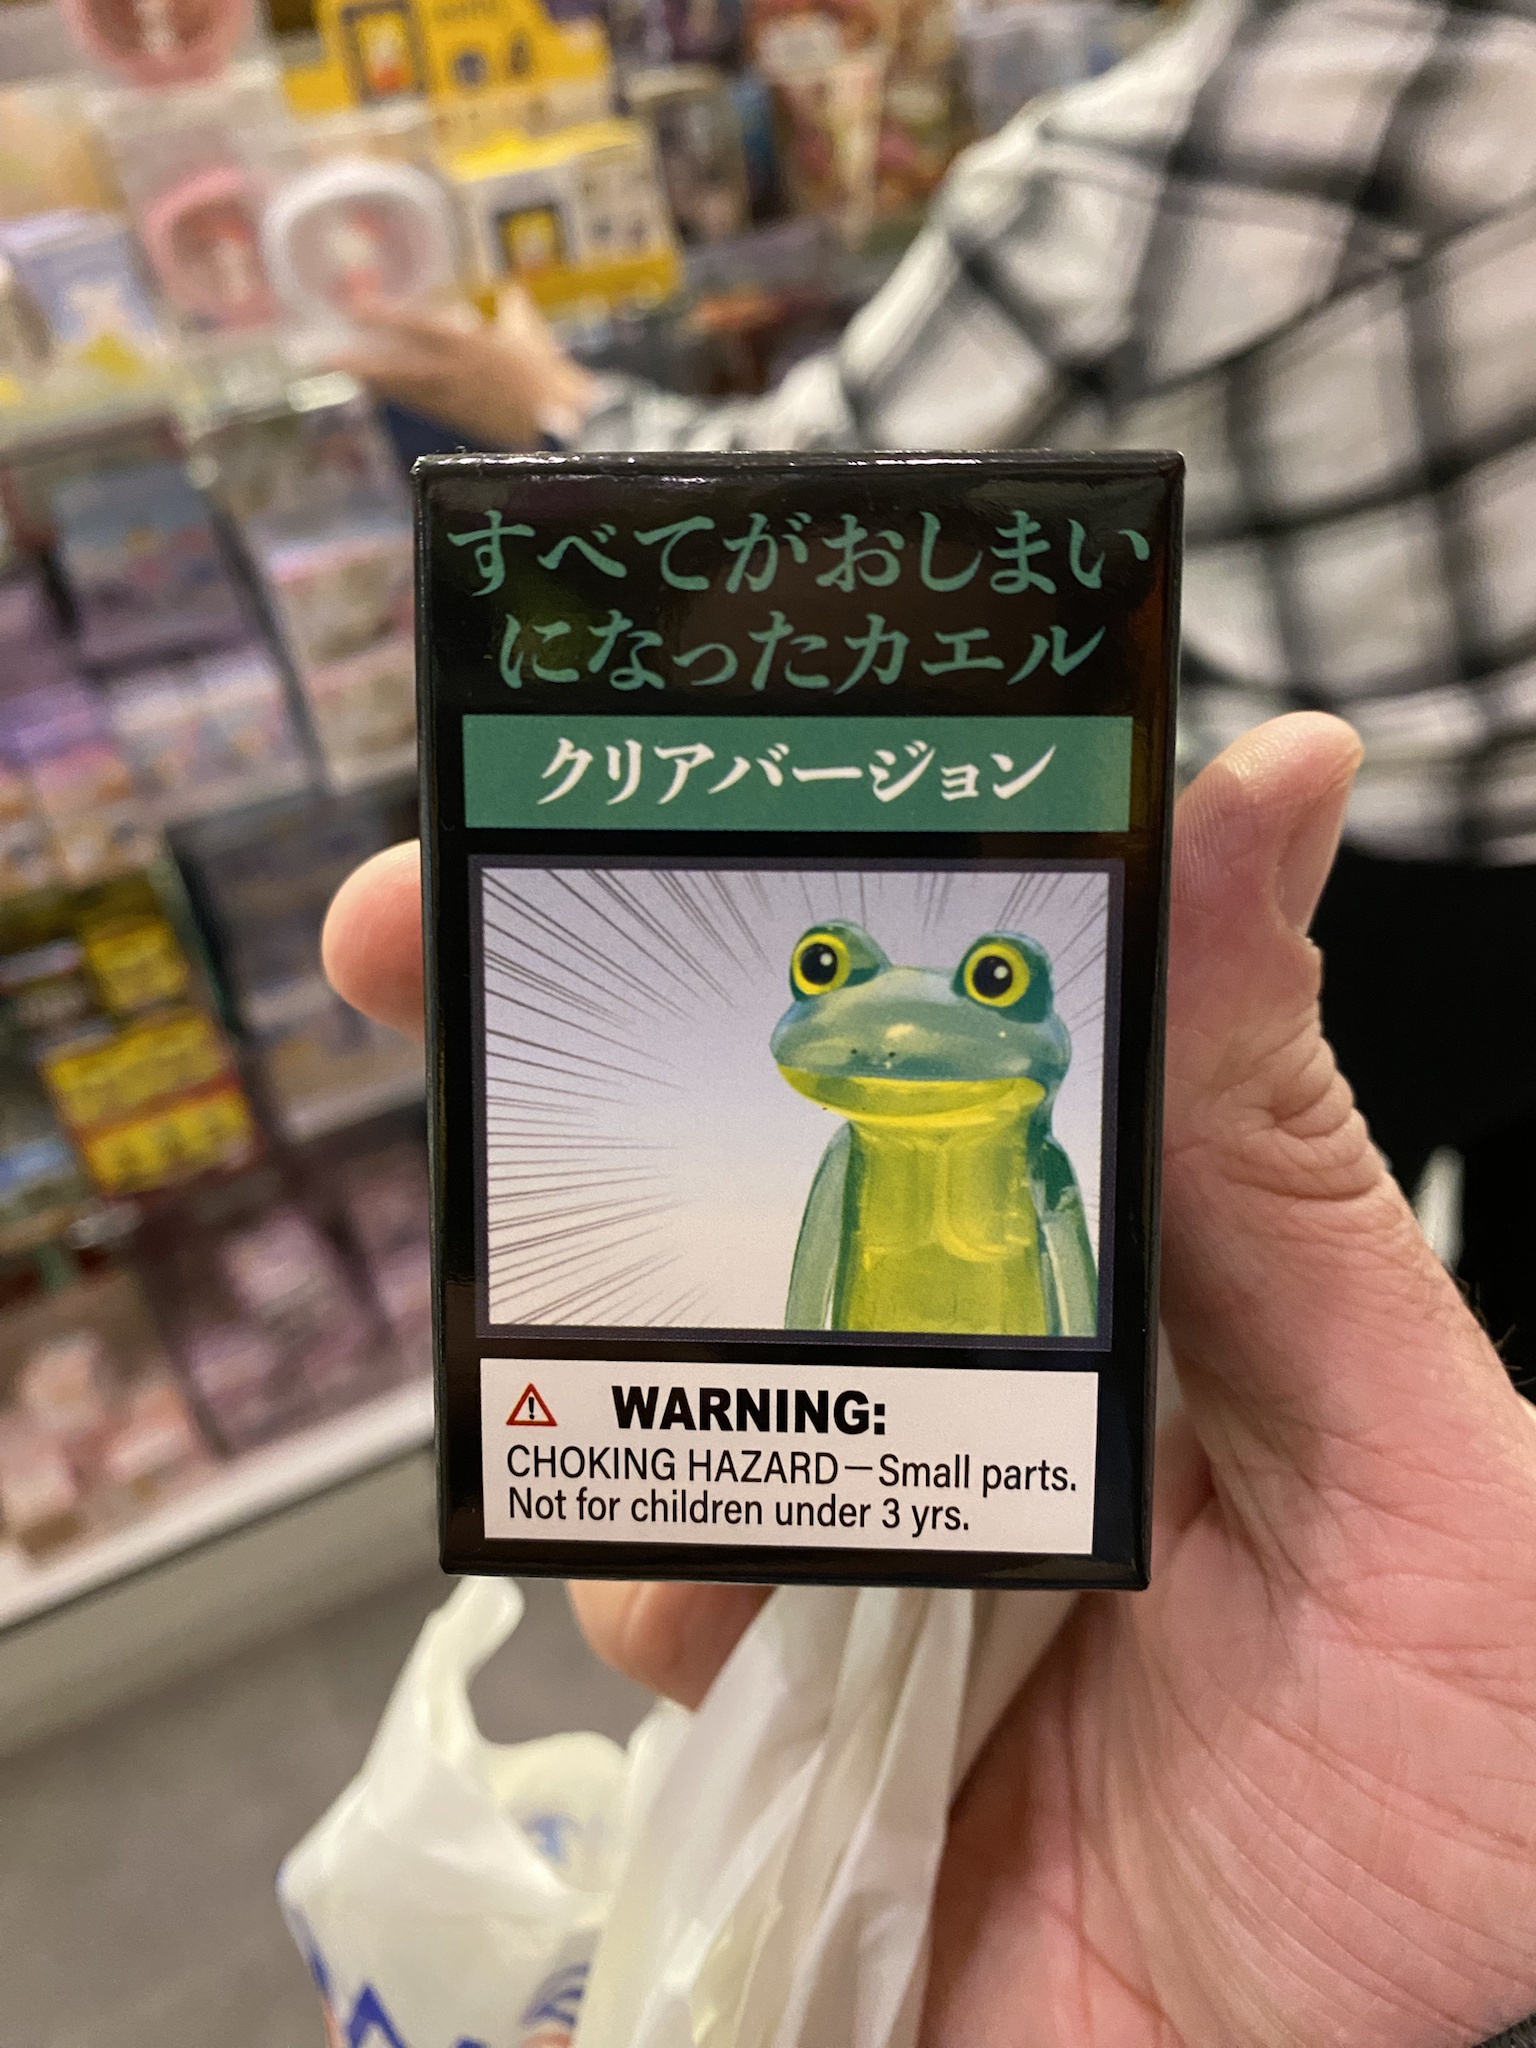 すべてがおしまい
になったカエル
クリアバージョン
WARNING:
CHOKING HAZARD—Small parts.
Not for children under 3 yrs.